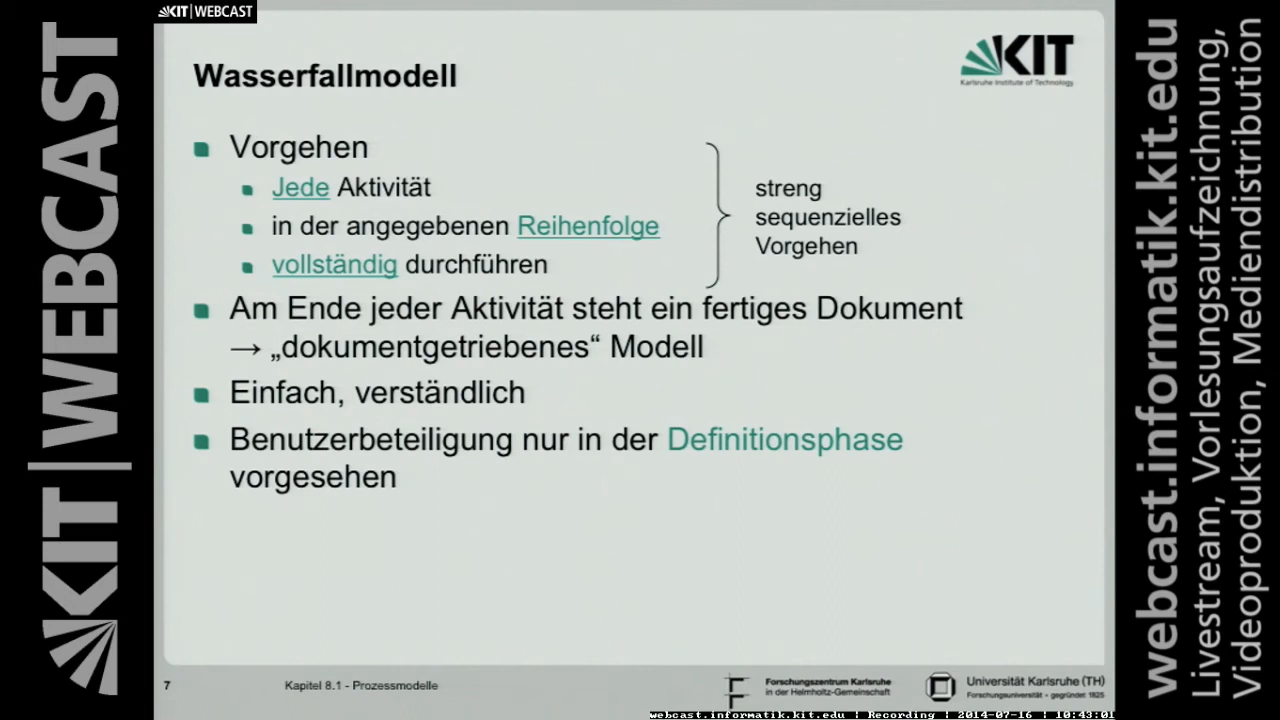 KIT | WEBCAST
KIT | WEBCAST
Wasserfallmodell
KIT
Karlsruhe Institute of Technology
Vorgehen
Jede Aktivität
in der angegebenen Reihenfolge
vollständig durchführen
streng
sequenzielles
Vorgehen
Am Ende jeder Aktivität steht ein fertiges Dokument
→ „dokumentgetriebenes“ Modell
Einfach, verständlich
Benutzerbeteiligung nur in der Definitionsphase
vorgesehen
7
Kapitel 8.1 - Prozessmodelle
Forschungszentrum Karlsruhe
in der Helmholtz-Gemeinschaft
Universität Karlsruhe (TH)
Forschungsuniversität · gegründet 1825
webcast.informatik.kit.edu | Recording | 2014-07-16 | 10:43:01
webcast.informatik.kit.edu
Livestream, Vorlesungsaufzeichnung,
Videoproduktion, Mediendistribution